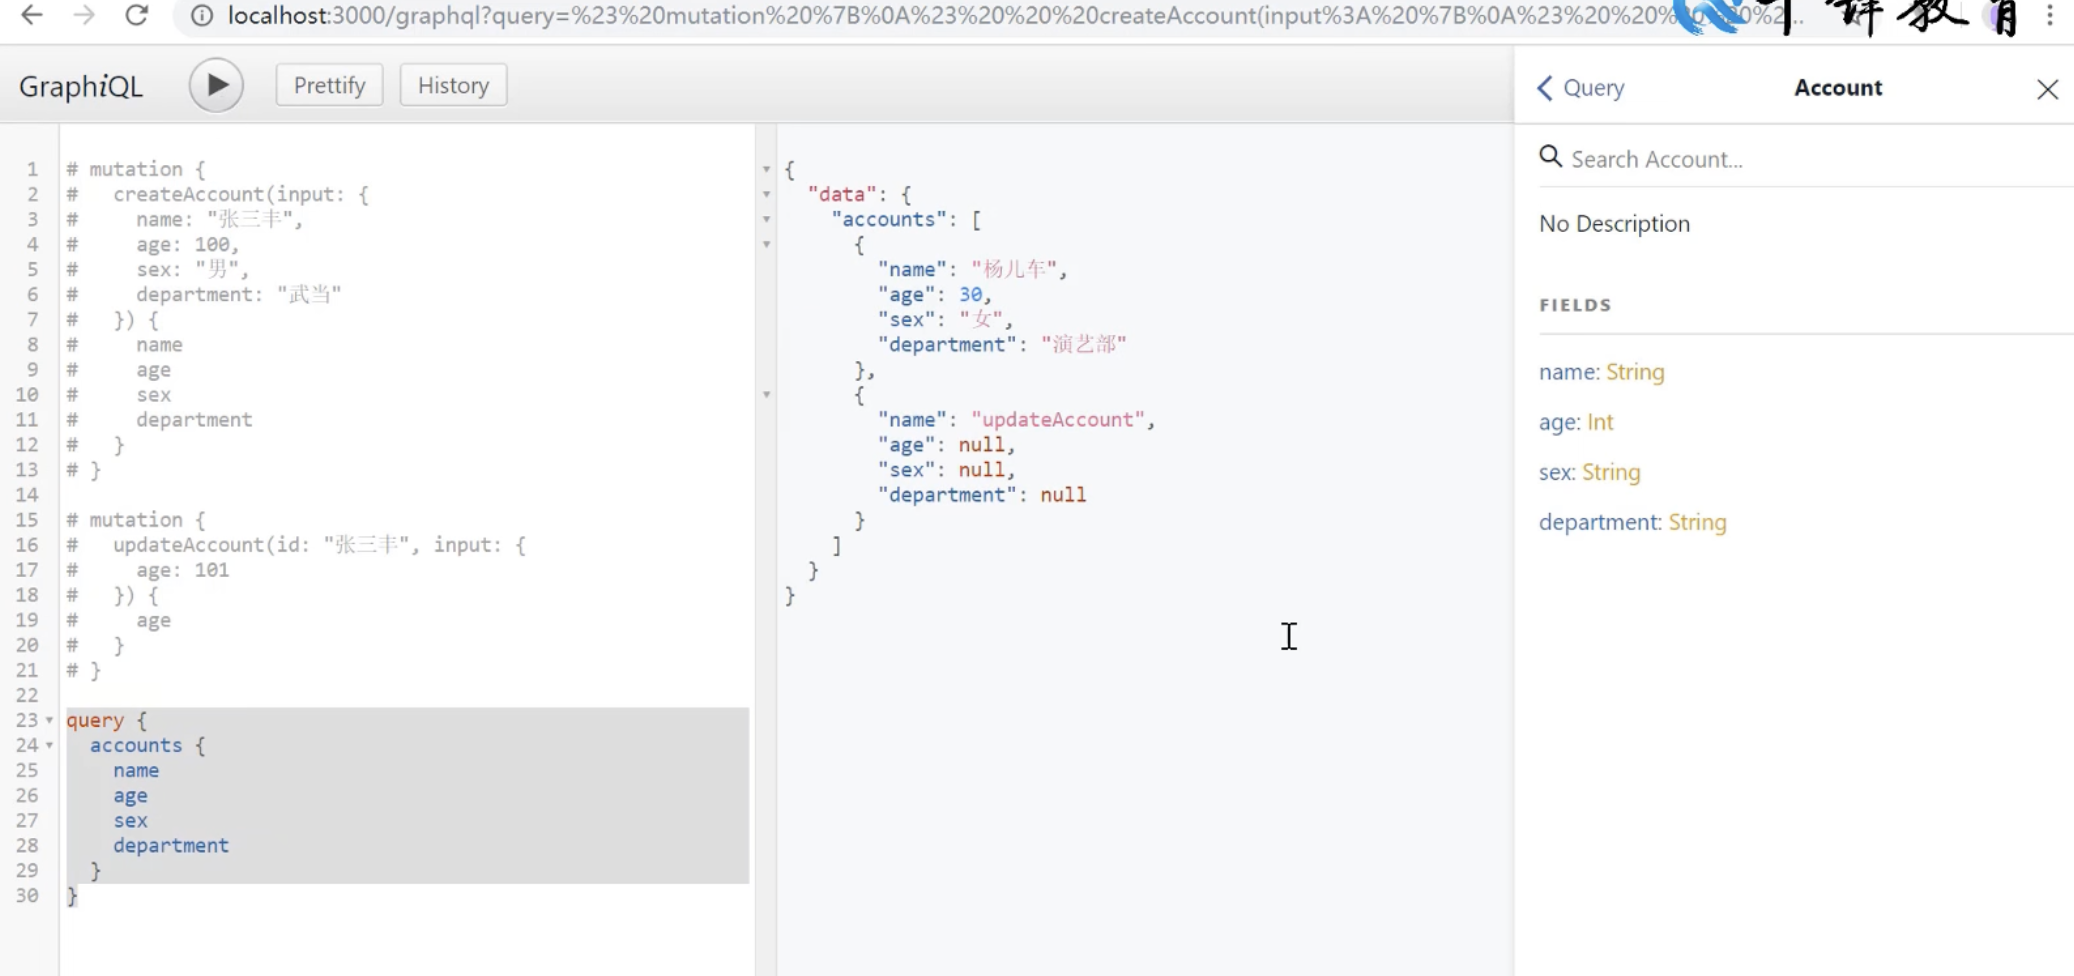 localhost:3000/graphql?query=%23%20mutation%20%7B%0A%23%20%20%20createAccount(input%3A%20%7B%0A%23%20%20%20
千锋教育
GraphiQL
Prettify
History
1 # mutation {
2 #   createAccount(input: {
3 #     name: "张三丰",
4 #     age: 100,
5 #     sex: "男",
6 #     department: "武当"
7 #   }) {
8 #     name
9 #     age
10 #     sex
11 #     department
12 #   }
13 # }
14
15 # mutation {
16 #   updateAccount(id: "张三丰", input: {
17 #     age: 101
18 #   }) {
19 #     age
20 #   }
21 # }
22
23 query {
24   accounts {
25     name
26     age
27     sex
28     department
29   }
30 }
{
  "data": {
    "accounts": [
      {
        "name": "杨儿车",
        "age": 30,
        "sex": "女",
        "department": "演艺部"
      },
      {
        "name": "updateAccount",
        "age": null,
        "sex": null,
        "department": null
      }
    ]
  }
}
Query
Account
Search Account...
No Description
FIELDS
name: String
age: Int
sex: String
department: String